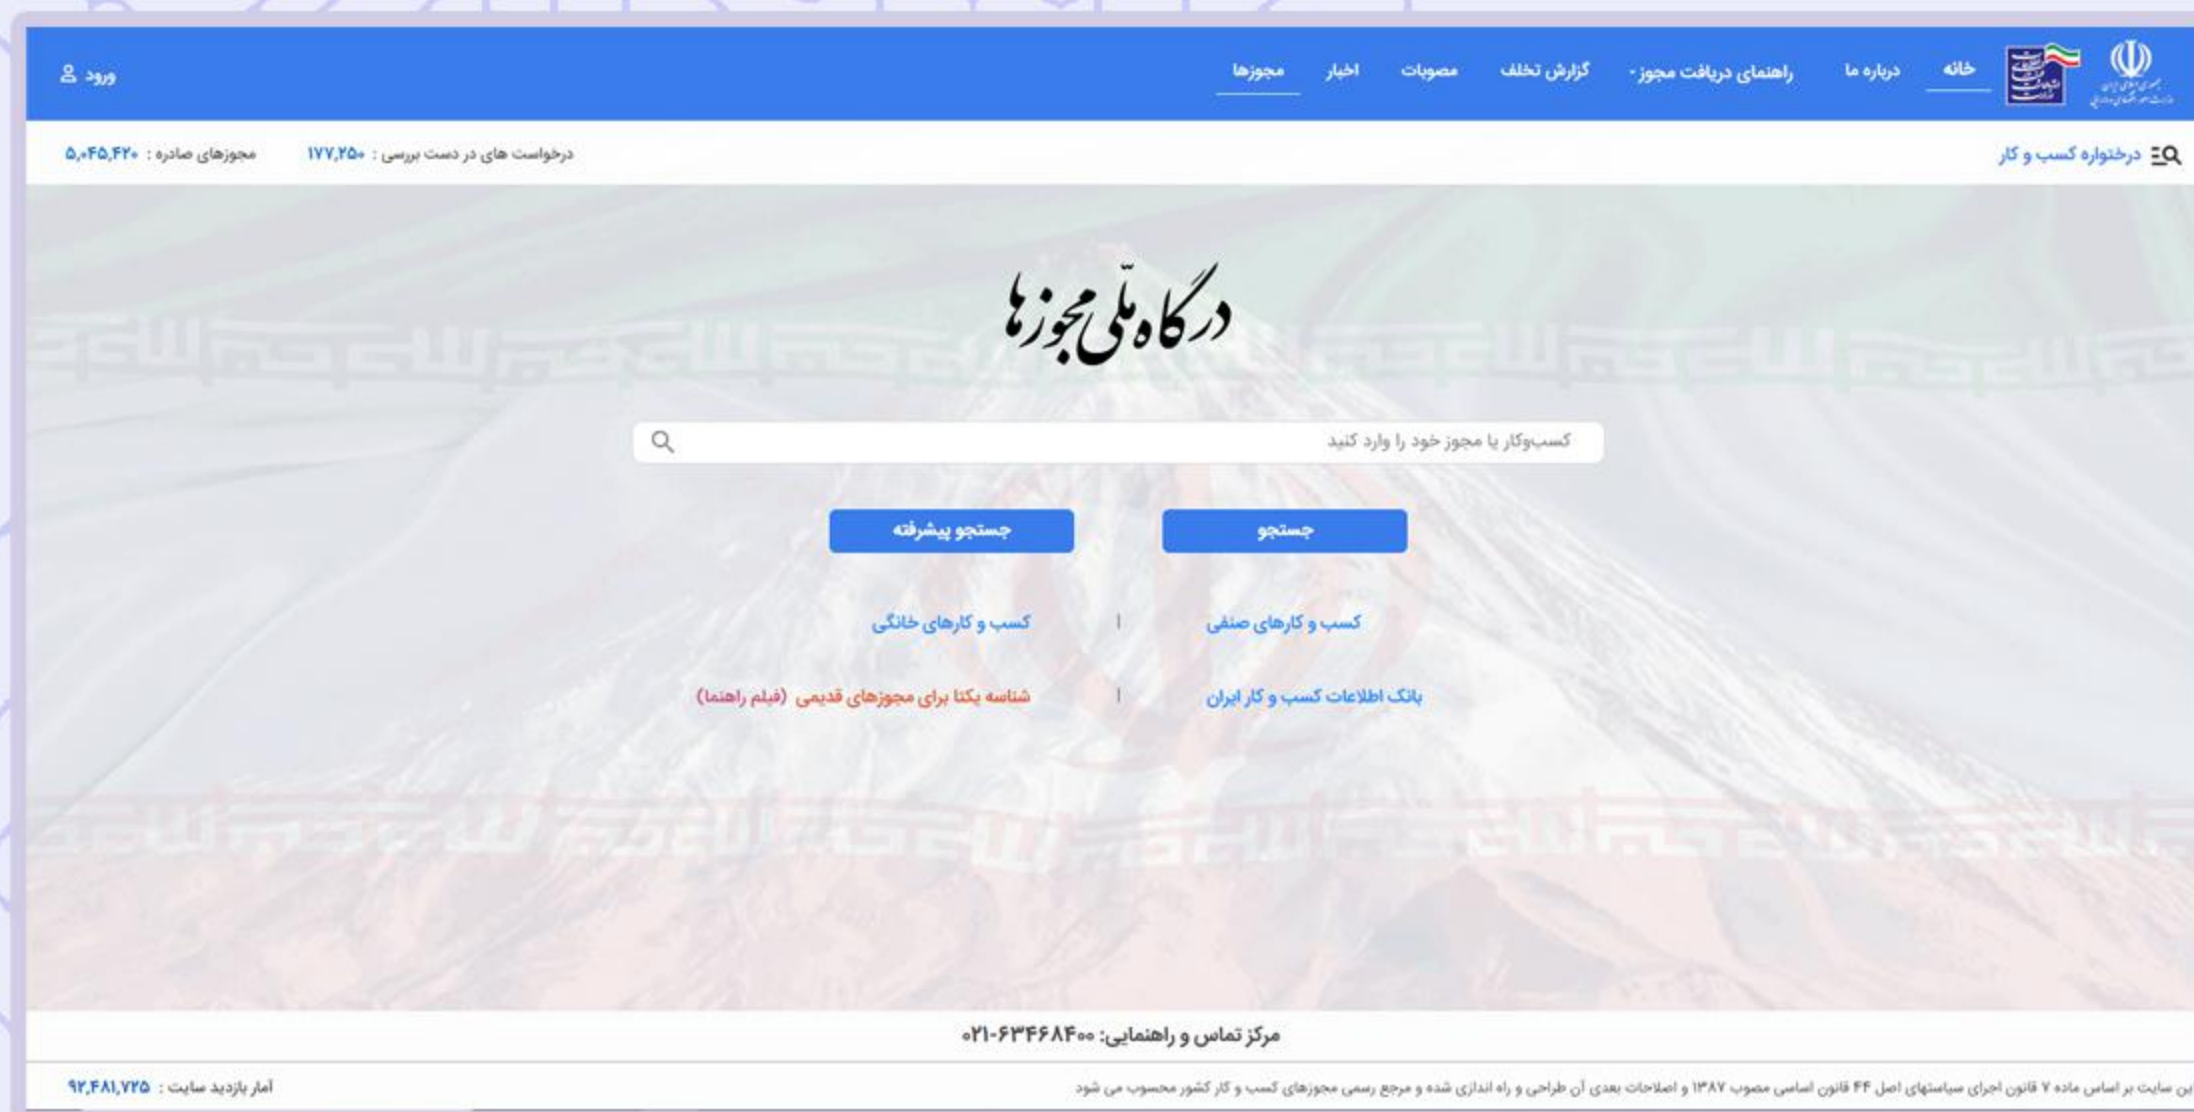 خانه درباره ما راهنمای دریافت مجوز گزارش تخلف مصوبات اخبار مجوزها ورود
درختواره کسب و کار درخواست های در دست بررسی : ۱۷۷,۲۵۰ مجوزهای صادره : ۵,۰۴۵,۴۲۰
درگاه ملّی مجوزها
کسب‌وکار یا مجوز خود را وارد کنید
جستجو جستجو پیشرفته
کسب و کارهای صنفی | کسب و کارهای خانگی
بانک اطلاعات کسب و کار ایران | شناسه یکتا برای مجوزهای قدیمی (فیلم راهنما)
مرکز تماس و راهنمایی: ۰۲۱-۶۳۴۶۸۴۰۰
این سایت بر اساس ماده ۷ قانون اجرای سیاستهای اصل ۴۴ قانون اساسی مصوب ۱۳۸۷ و اصلاحات بعدی آن طراحی و راه اندازی شده و مرجع رسمی مجوزهای کسب و کار کشور محسوب می شود آمار بازدید سایت : ۹۲,۴۸۱,۷۲۵